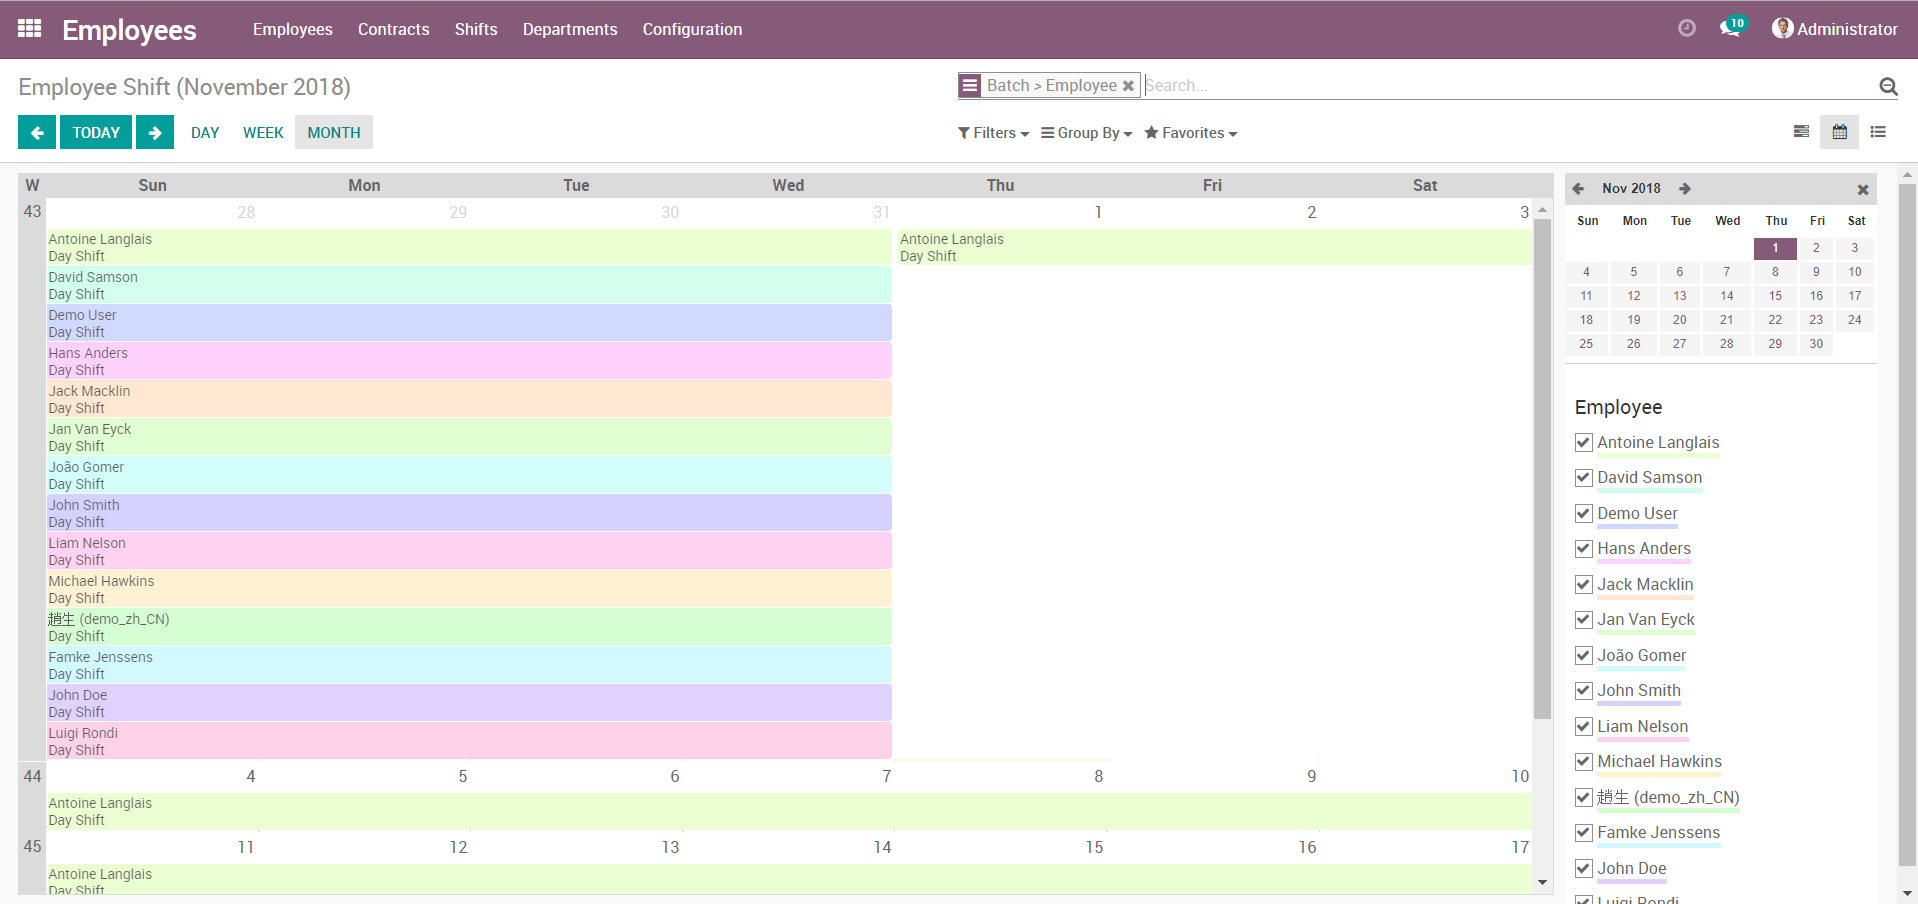 Employees
Employees Contracts Shifts Departments Configuration
10
Administrator
Employee Shift (November 2018)
Batch > Employee
Search...
TODAY DAY WEEK MONTH
Filters Group By Favorites
W Sun Mon Tue Wed Thu Fri Sat
43 28 29 30 31 1 2 3
Antoine Langlais
Day Shift
Antoine Langlais
Day Shift
David Samson
Day Shift
Demo User
Day Shift
Hans Anders
Day Shift
Jack Macklin
Day Shift
Jan Van Eyck
Day Shift
João Gomer
Day Shift
John Smith
Day Shift
Liam Nelson
Day Shift
Michael Hawkins
Day Shift
趙生 (demo_zh_CN)
Day Shift
Famke Jenssens
Day Shift
John Doe
Day Shift
Luigi Rondi
Day Shift
44 4 5 6 7 8 9 10
Antoine Langlais
Day Shift
45 11 12 13 14 15 16 17
Antoine Langlais
Day Shift
Nov 2018
Sun Mon Tue Wed Thu Fri Sat
1 2 3
4 5 6 7 8 9 10
11 12 13 14 15 16 17
18 19 20 21 22 23 24
25 26 27 28 29 30
Employee
Antoine Langlais
David Samson
Demo User
Hans Anders
Jack Macklin
Jan Van Eyck
João Gomer
John Smith
Liam Nelson
Michael Hawkins
趙生 (demo_zh_CN)
Famke Jenssens
John Doe
Luigi Rondi